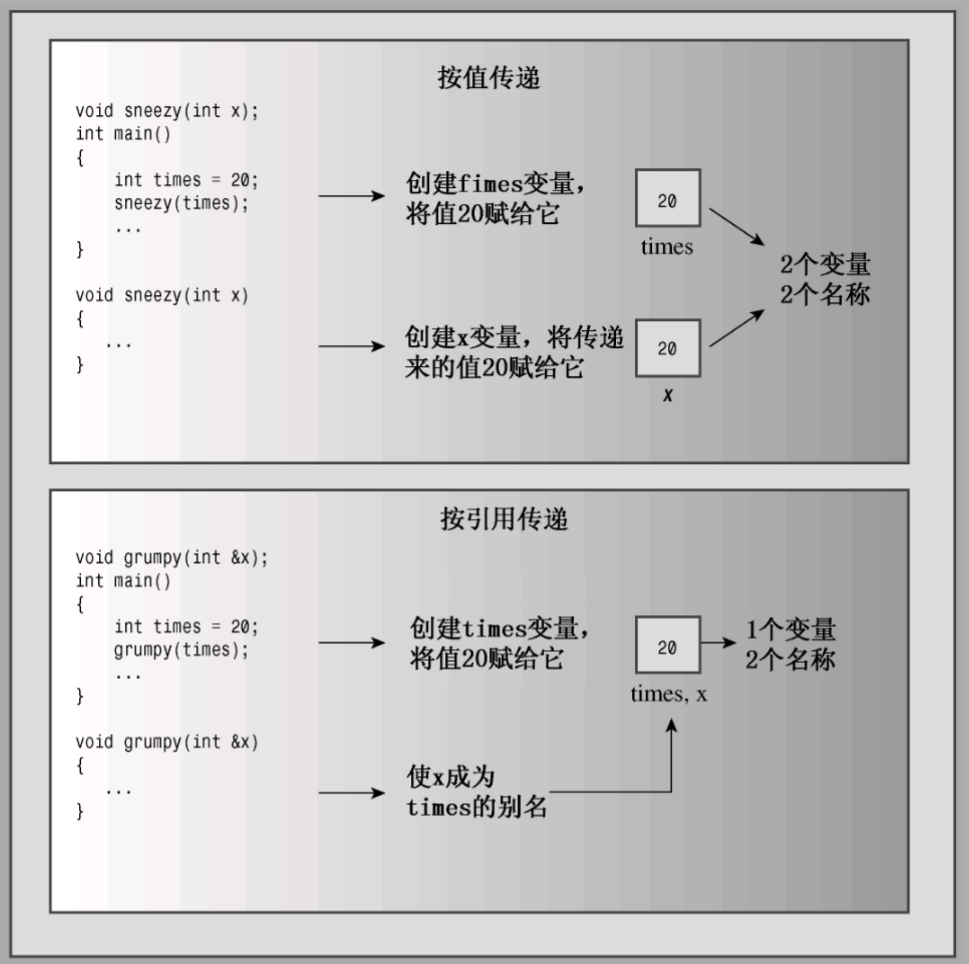 按值传递
void sneezy(int x);
int main()
{
int times = 20;
sneezy(times);
...
}
void sneezy(int x)
{
...
}
创建fimes变量，
将值20赋给它
20
times
创建x变量，将传递
来的值20赋给它
20
x
2个变量
2个名称
按引用传递
void grumpy(int &x);
int main()
{
int times = 20;
grumpy(times);
...
}
void grumpy(int &x)
{
...
}
创建times变量，
将值20赋给它
20
times, x
1个变量
2个名称
使x成为
times的别名